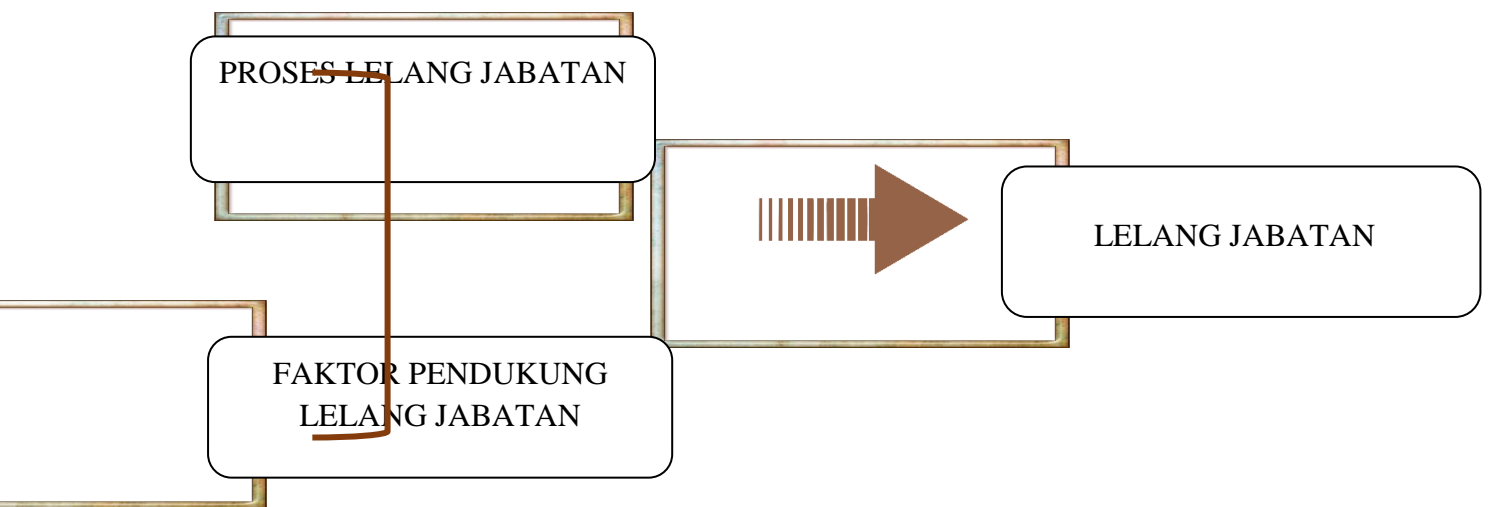 PROSES LELANG JABATAN
LELANG JABATAN
FAKTOR PENDUKUNG
LELANG JABATAN